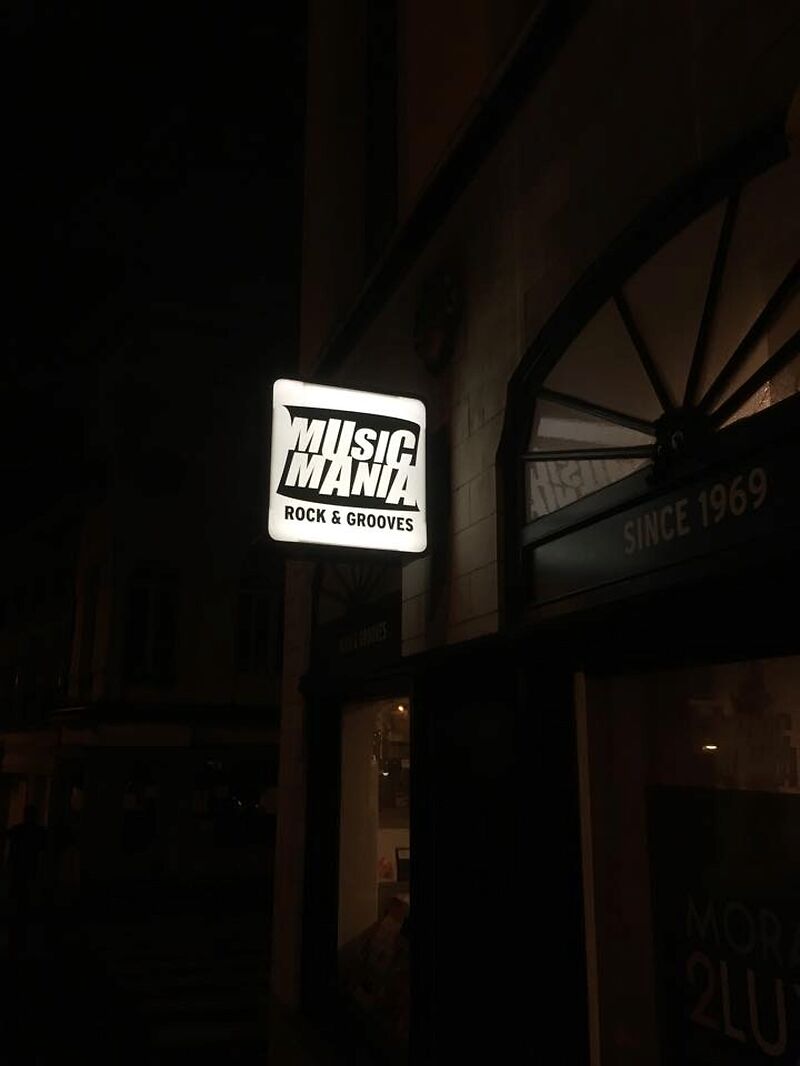 MUSIC
MANIA
ROCK & GROOVES
SINCE 1969